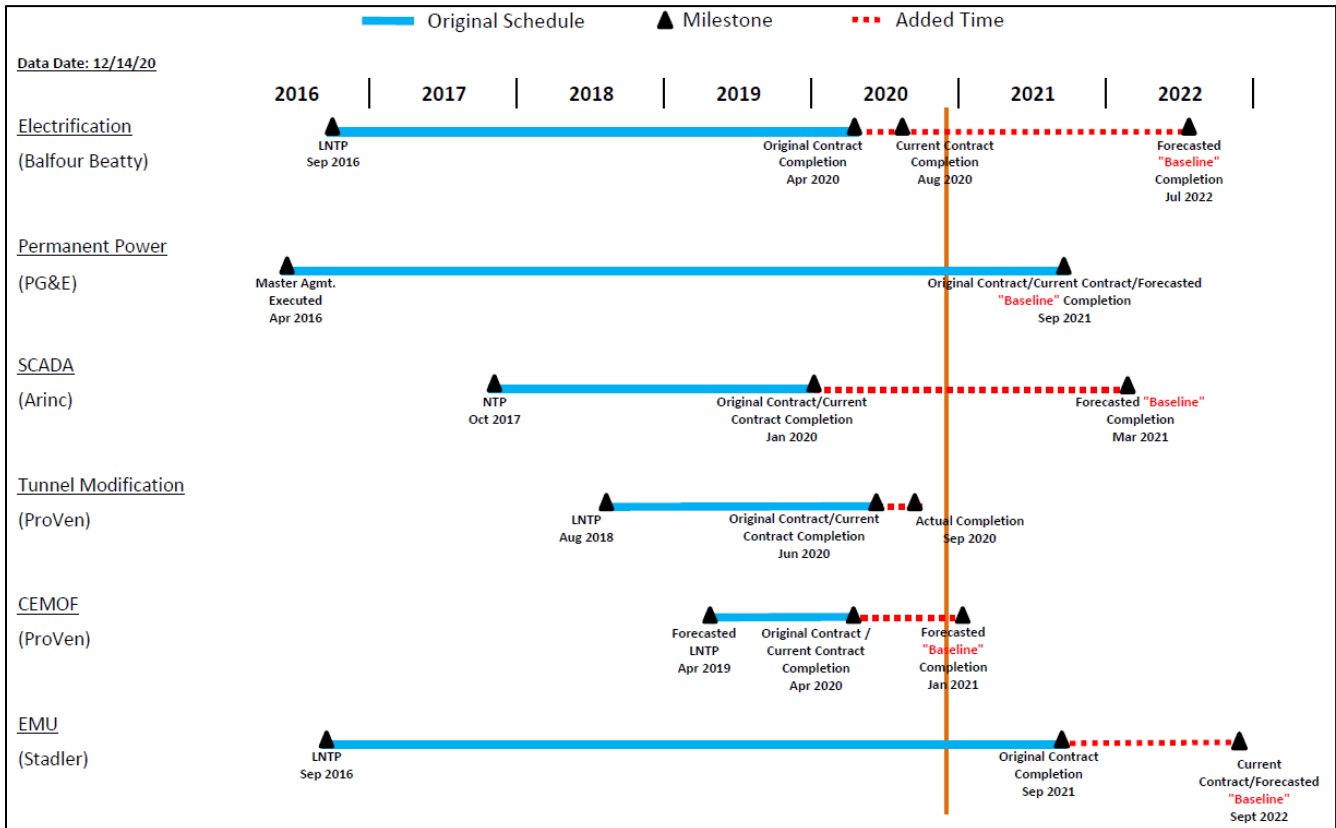 Original Schedule Milestone Added Time
Data Date: 12/14/20
2016 2017 2018 2019 2020 2021 2022
Electrification
(Balfour Beatty)
LNTP
Sep 2016
Original Contract
Completion
Apr 2020
Current Contract
Completion
Aug 2020
Forecasted
"Baseline"
Completion
Jul 2022
Permanent Power
(PG&E)
Master Agmt.
Executed
Apr 2016
Original Contract/Current Contract/Forecasted
"Baseline" Completion
Sep 2021
SCADA
(Arinc)
NTP
Oct 2017
Original Contract/Current
Contract Completion
Jan 2020
Forecasted "Baseline"
Completion
Mar 2021
Tunnel Modification
(ProVen)
LNTP
Aug 2018
Original Contract/Current
Contract Completion
Jun 2020
Actual Completion
Sep 2020
CEMOF
(ProVen)
Forecasted
LNTP
Apr 2019
Original Contract /
Current Contract
Completion
Apr 2020
Forecasted
"Baseline"
Completion
Jan 2021
EMU
(Stadler)
LNTP
Sep 2016
Original Contract
Completion
Sep 2021
Current
Contract/Forecasted
"Baseline"
Sept 2022